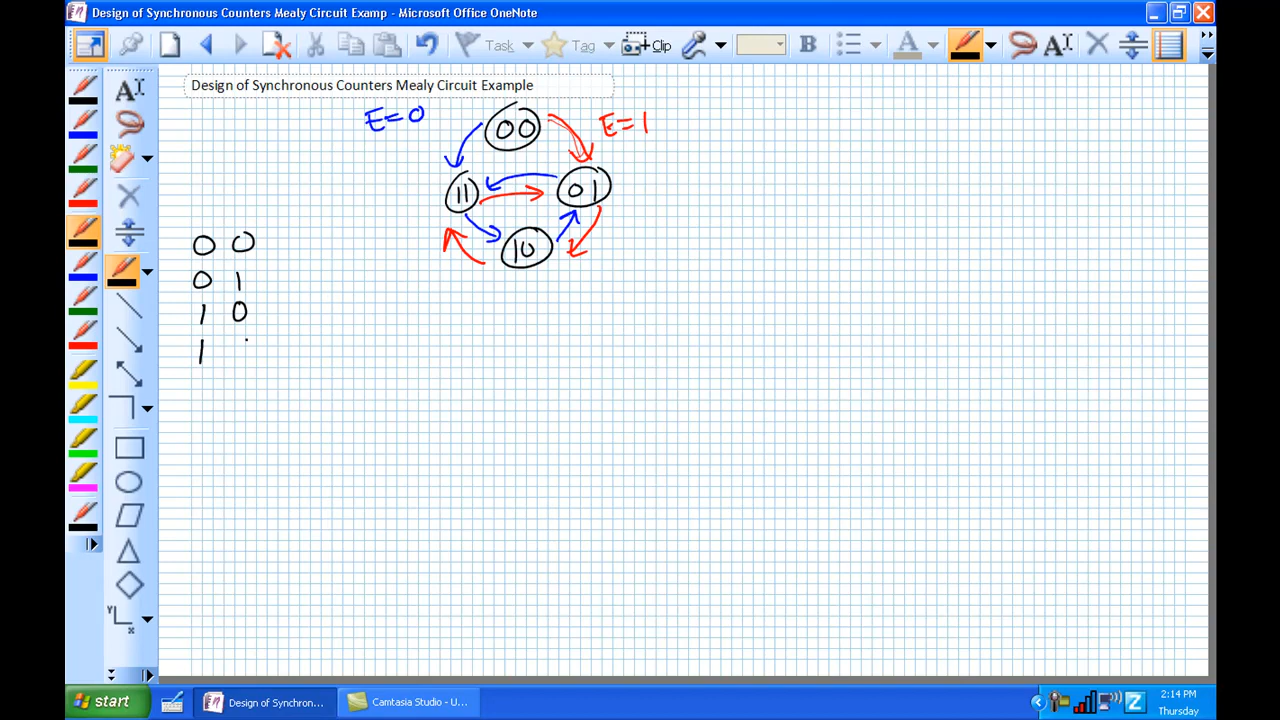 Design of Synchronous Counters Mealy Circuit Examp - Microsoft Office OneNote
Task Tag Clip B A A
A
Design of Synchronous Counters Mealy Circuit Example
E=0 00 E=1
11 01
10
0 0
0 1
1 0
1
Y
x
start Design of Synchron... Camtasia Studio - U... Z 2:14 PM
Thursday